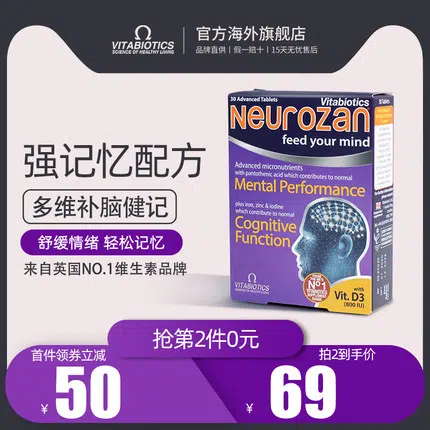 VITABIOTICS
SCIENCE OF HEALTHY LIVING
官方海外旗舰店
品牌直供｜假一赔十｜15天无忧售后
强记忆配方
多维补脑健记
舒缓情绪 轻松记忆
来自英国NO.1维生素品牌
30 Advanced Tablets
Vitabiotics
Neurozan
feed your mind
Advanced micronutrients
with pantothenic acid which contributes to normal
Mental Performance
plus iron, zinc & iodine
which contribute to normal
Cognitive
Function
VITABIOTICS
SCIENCE OF HEALTHY LIVING
Nº1
with
Vit. D3
[800 IU]
抢第2件0元
首件领券立减
¥50
拍2到手价
¥69